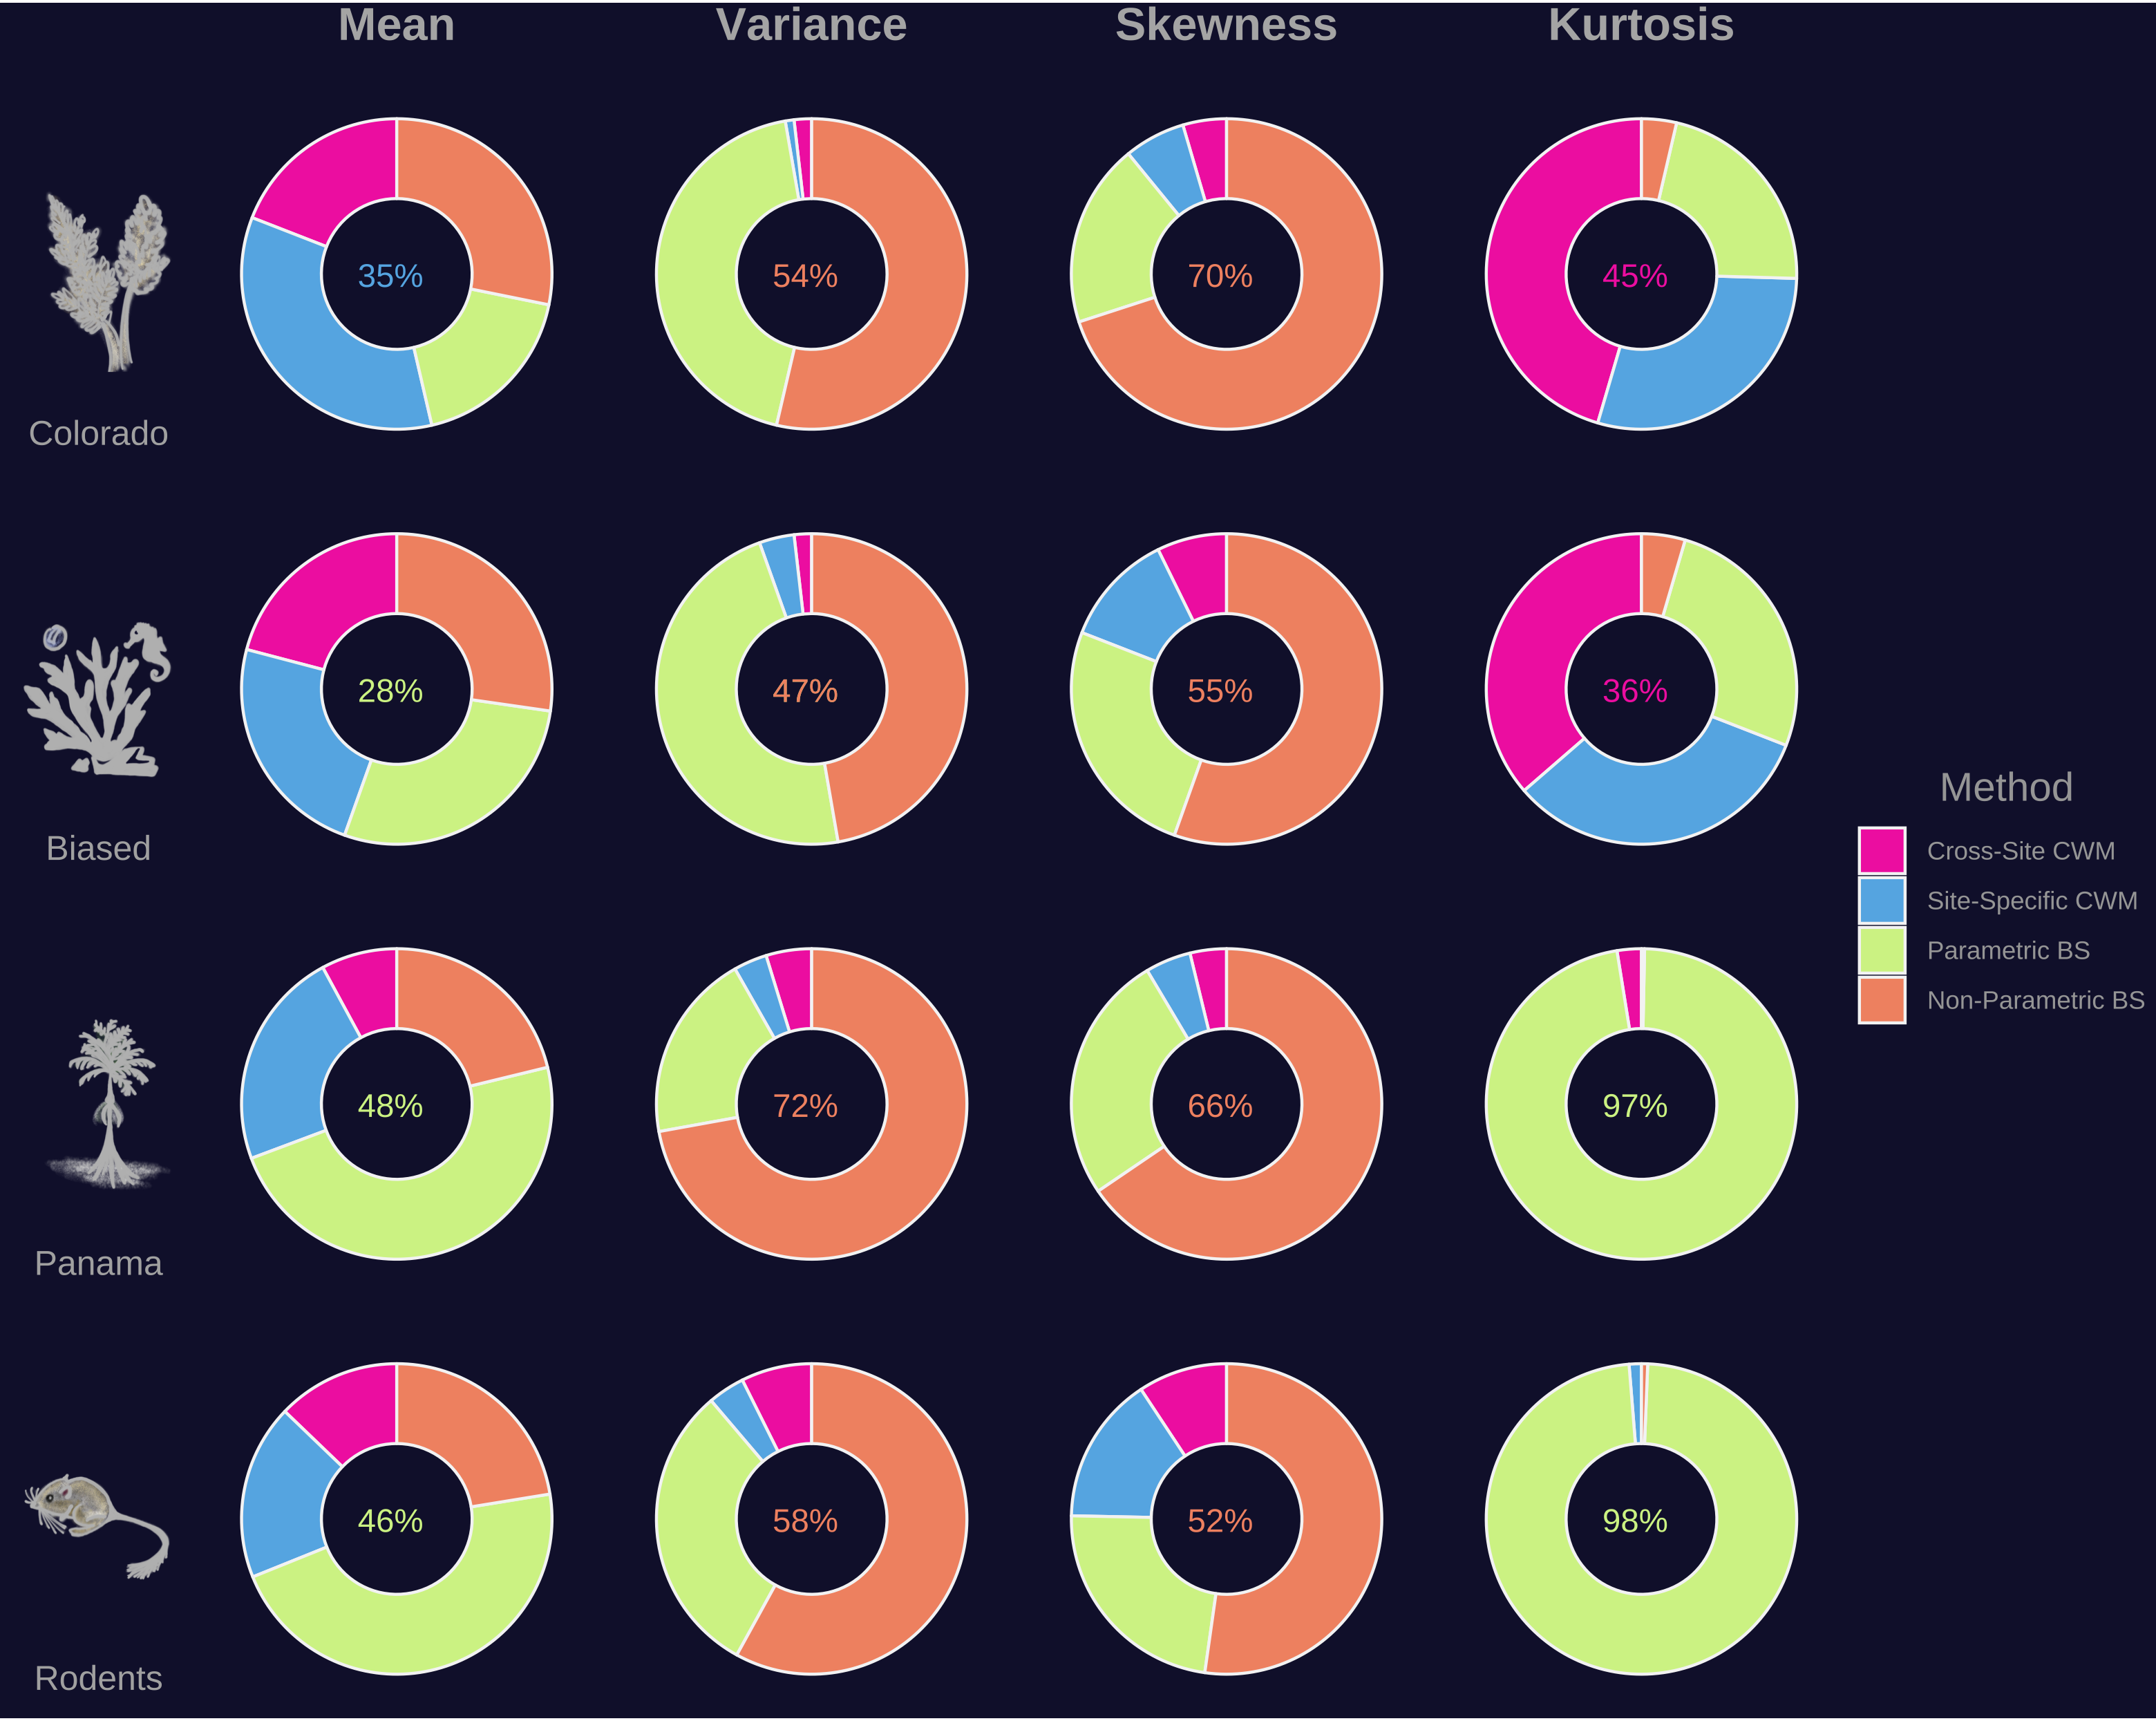 Mean Variance Skewness Kurtosis
35% 54% 70% 45%
Colorado
28% 47% 55% 36%
Biased
Method
Cross-Site CWM
Site-Specific CWM
Parametric BS
Non-Parametric BS
48% 72% 66% 97%
Panama
46% 58% 52% 98%
Rodents